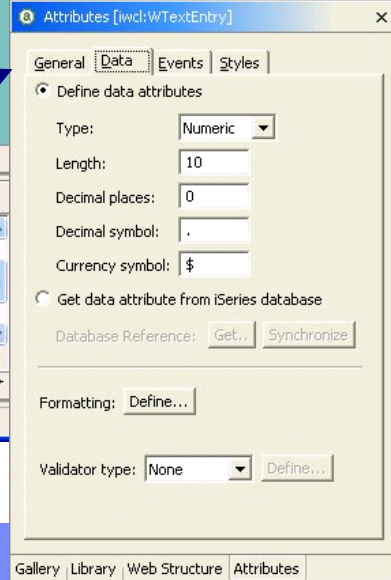 Attributes [iwcl:WTextEntry]
General Data Events Styles
Define data attributes
Type: Numeric
Length: 10
Decimal places: 0
Decimal symbol: .
Currency symbol: $
Get data attribute from iSeries database
Database Reference: Get.. Synchronize
Formatting: Define...
Validator type: None Define...
Gallery Library Web Structure Attributes